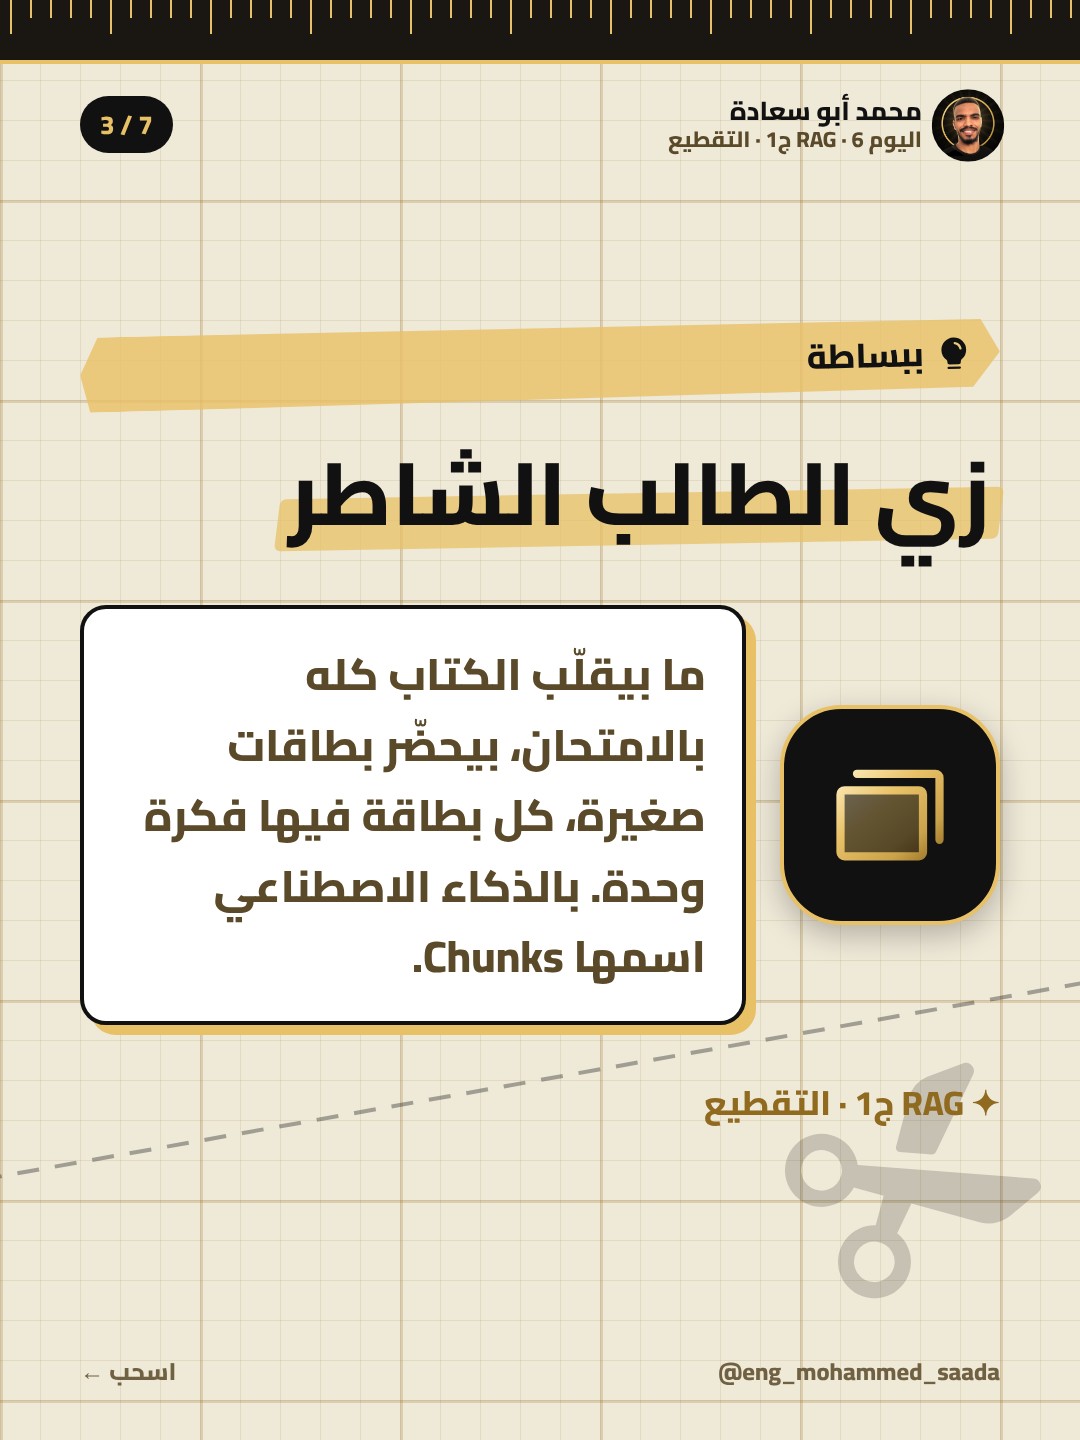 محمد أبو سعادة
اليوم 6 · RAG ج1 · التقطيع
3 / 7
ببساطة
زي الطالب الشاطر
ما بيقلّب الكتاب كله
بالامتحان، بيحضّر بطاقات
صغيرة، كل بطاقة فيها فكرة
وحدة. بالذكاء الاصطناعي
اسمها Chunks.
✦ RAG ج1 · التقطيع
@eng_mohammed_saada
اسحب ←